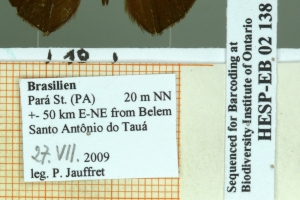 Brasilien
Pará St. (PA) 20 m NN
+- 50 km E-NE from Belem
Santo Antônio do Tauá
27. VII. 2009
leg. P. Jauffret
Sequenced for Barcoding at
Biodiversity Institute of Ontario
HESP-EB 02 138